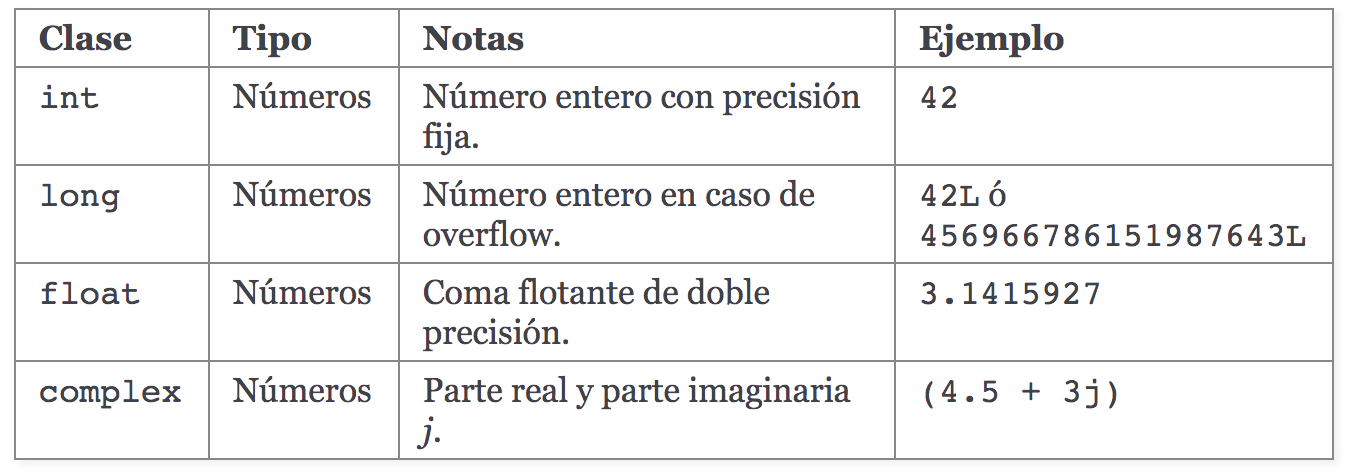 Clase Tipo Notas Ejemplo
int Números Número entero con precisión 42
fija.
long Números Número entero en caso de 42L ó
overflow. 4569667786151987643L
float Números Coma flotante de doble 3.1415927
precisión.
complex Números Parte real y parte imaginaria (4.5 + 3j)
j.